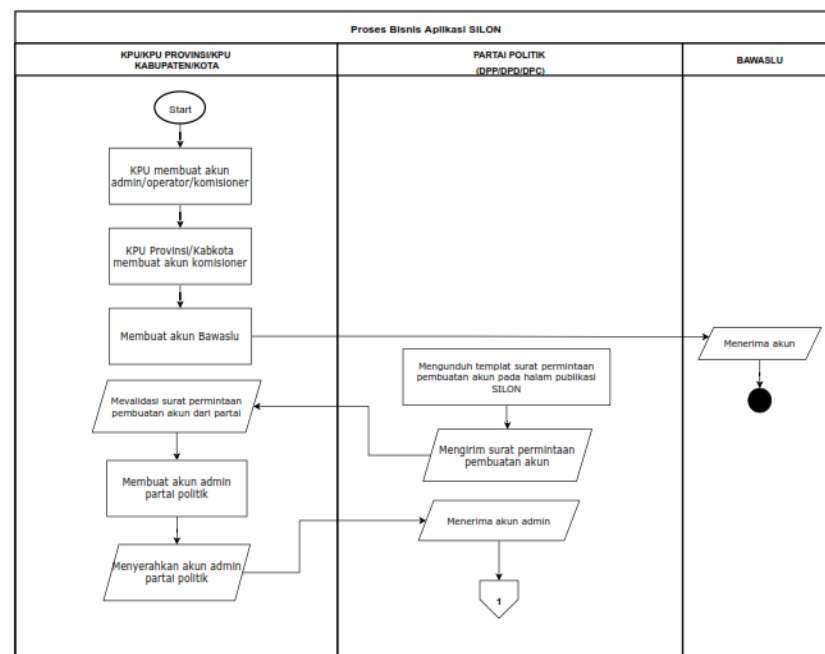 Proses Bisnis Aplikasi SILON
KPU/KPU PROVINSI/KPU
KABUPATEN/KOTA
PARTAI POLITIK
(DPP/DPD/DPC)
BAWASLU
Start
KPU membuat akun
admin/operator/komisioner
KPU Provinsi/Kabkota
membuat akun komisioner
Membuat akun Bawaslu
Menerima akun
Mengunduh templat surat permintaan
pembuatan akun pada halam publikasi
SILON
Mevalidasi surat permintaan
pembuatan akun dari partai
Mengirim surat permintaan
pembuatan akun
Membuat akun admin
partai politik
Menerima akun admin
Menyerahkan akun admin
partai politik
1